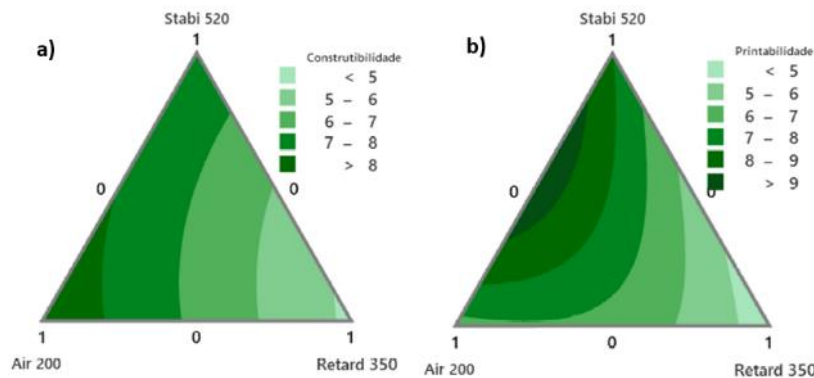 Stabi 520
1
a)
Construtibilidade
< 5
5 – 6
6 – 7
7 – 8
> 8
0
0
1
0
1
Air 200
Retard 350
Stabi 520
1
b)
Printabilidade
< 5
5 – 6
6 – 7
7 – 8
8 – 9
> 9
0
0
1
0
1
Air 200
Retard 350